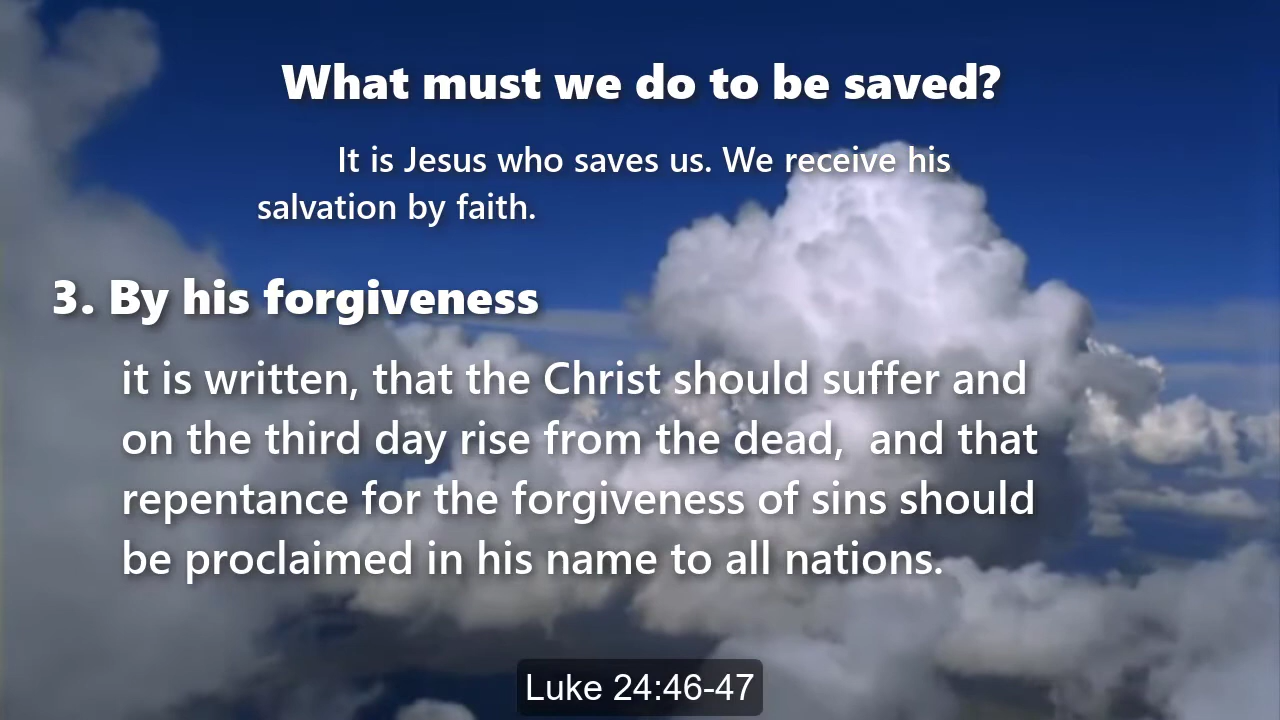 What must we do to be saved?
It is Jesus who saves us. We receive his
salvation by faith.
3. By his forgiveness
it is written, that the Christ should suffer and
on the third day rise from the dead,  and that
repentance for the forgiveness of sins should
be proclaimed in his name to all nations.
Luke 24:46-47